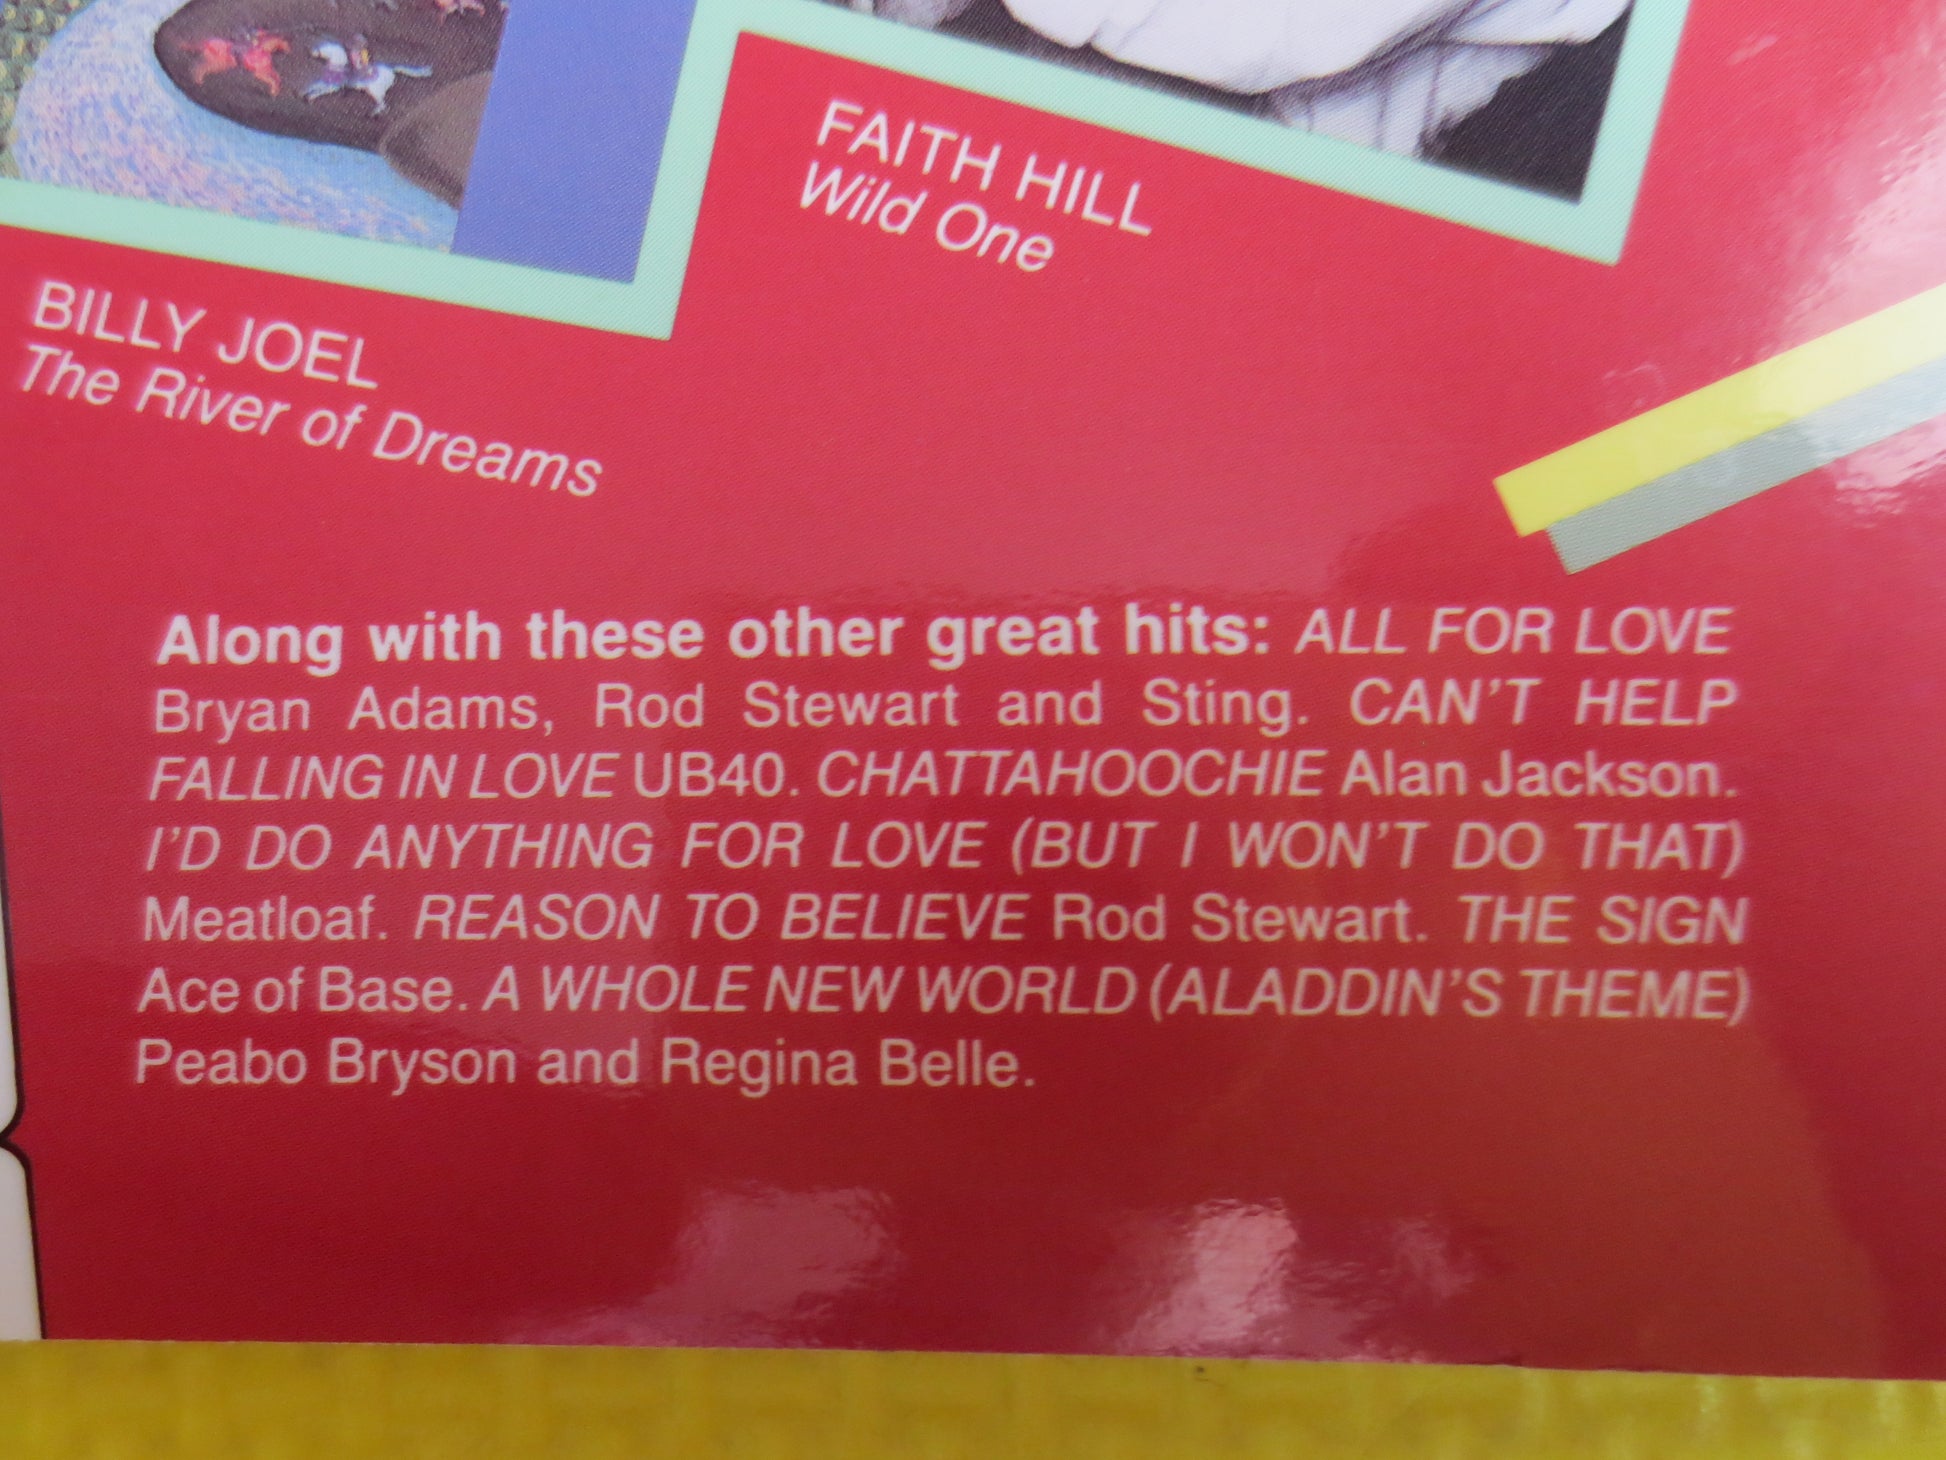 FAITH HILL
Wild One
BILLY JOEL
The River of Dreams
Along with these other great hits: ALL FOR LOVE
Bryan Adams, Rod Stewart and Sting. CAN'T HELP
FALLING IN LOVE UB40. CHATTAHOOCHIE Alan Jackson.
I'D DO ANYTHING FOR LOVE (BUT I WON'T DO THAT)
Meatloaf. REASON TO BELIEVE Rod Stewart. THE SIGN
Ace of Base. A WHOLE NEW WORLD (ALADDIN'S THEME)
Peabo Bryson and Regina Belle.